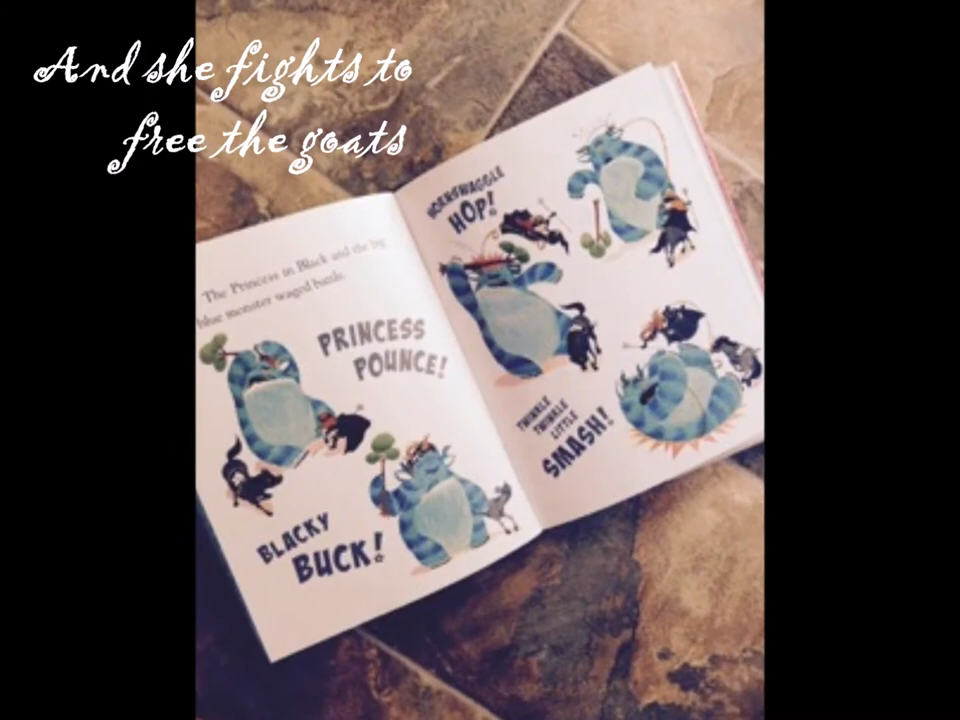 And she fights to
free the goats
The Princess in Black and the big
blue monster waged battle.
PRINCESS
POUNCE!
BLACKY
BUCK!
HORNSWAGGLE
HOP!
TWINKLE
TWINKLE
LITTLE
SMASH!